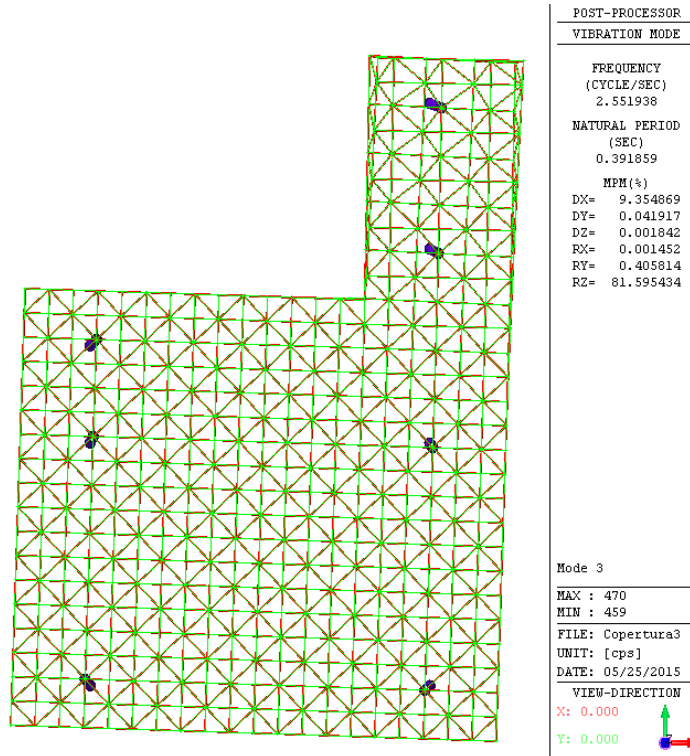 POST-PROCESSOR
VIBRATION MODE
FREQUENCY
(CYCLE/SEC)
2.551938
NATURAL PERIOD
(SEC)
0.391859
MPM(%)
DX= 9.354869
DY= 0.041917
DZ= 0.001842
RX= 0.001452
RY= 0.405814
RZ= 81.595434
Mode 3
MAX : 470
MIN : 459
FILE: Copertura3
UNIT: [cps]
DATE: 05/25/2015
VIEW-DIRECTION
X: 0.000
Y: 0.000